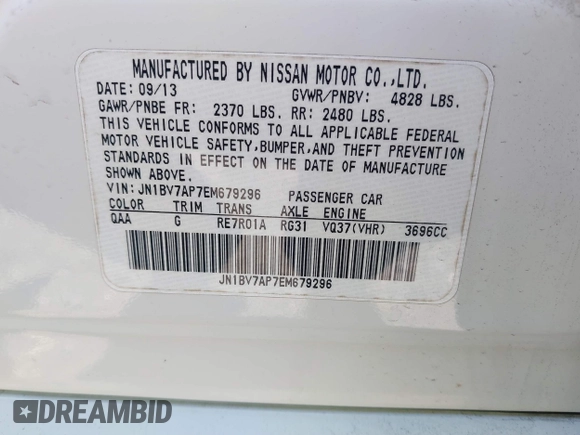 MANUFACTURED BY NISSAN MOTOR CO.,LTD.
DATE: 09/13 GVWR/PNBV: 4828 LBS.
GAWR/PNBE FR: 2370 LBS. RR: 2480 LBS.
THIS VEHICLE CONFORMS TO ALL APPLICABLE FEDERAL
MOTOR VEHICLE SAFETY,BUMPER,AND THEFT PREVENTION
STANDARDS IN EFFECT ON THE DATE OF MANUFACTURE
SHOWN ABOVE.
VIN: JN1BV7AP7EM679296 PASSENGER CAR
COLOR TRIM TRANS AXLE ENGINE
QAA G RE7R01A RG31 VQ37(VHR) 3696CC
JN1BV7AP7EM679296
DREAMBID